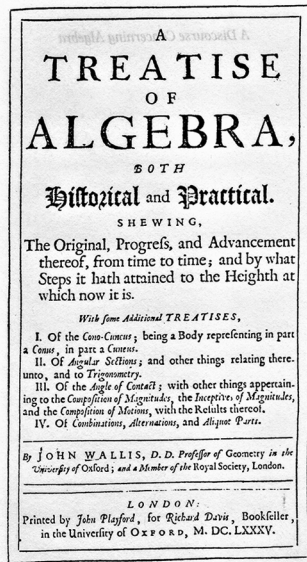 A
TREATISE
OF
ALGEBRA,
BOTH
Hiſtorical and Practical.
SHEWING,
The Original, Progreſs, and Advancement
thereof, from time to time; and by what
Steps it hath attained to the Heighth at
which now it is.
With ſome Additional TREATISES,
I. Of the Cono-Cuneus; being a Body repreſenting in part
a Conus, in part a Cuneus.
II. Of Angular Sections; and other things relating there-
unto, and to Trigonometry.
III. Of the Angle of Contact; with other things appertain-
ing to the Compoſition of Magnitudes, the Inceptives of Magnitudes,
and the Compoſition of Motions, with the Reſults thereof.
IV. Of Combinations, Alternations, and Aliquot Parts.
By JOHN WALLIS, D. D. Profeſſor of Geometry in the
Univerſity of Oxford; and a Member of the Royal Society, London.
LONDON:
Printed by John Playford, for Richard Davis, Bookſeller,
in the Univerſity of OXFORD, M. DC. LXXXV.